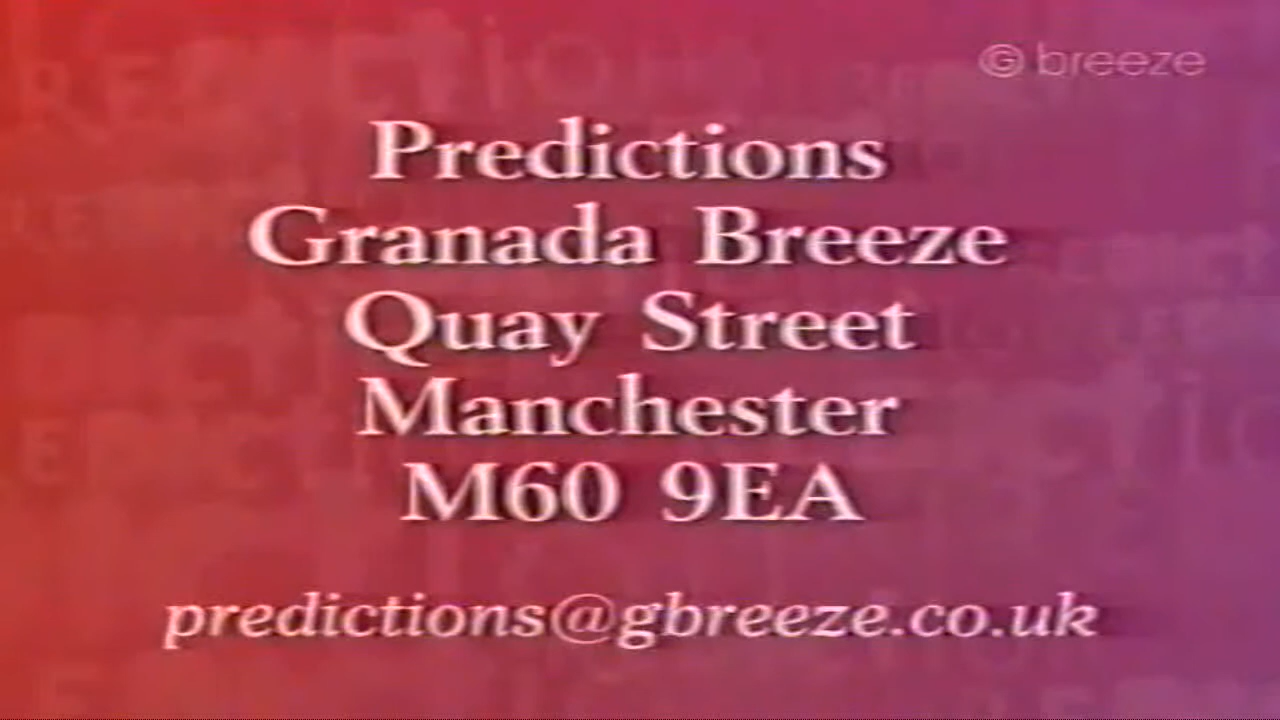 G breeze
Predictions
Granada Breeze
Quay Street
Manchester
M60 9EA
predictions@gbreeze.co.uk